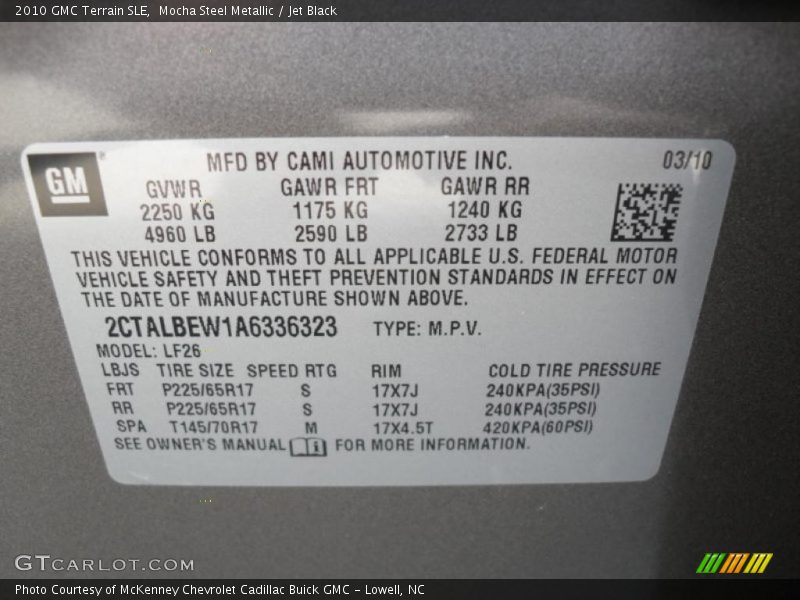 2010 GMC Terrain SLE, Mocha Steel Metallic / Jet Black
GM
MFD BY CAMI AUTOMOTIVE INC. 03/10
GVWR GAWR FRT GAWR RR
2250 KG 1175 KG 1240 KG
4960 LB 2590 LB 2733 LB
THIS VEHICLE CONFORMS TO ALL APPLICABLE U.S. FEDERAL MOTOR
VEHICLE SAFETY AND THEFT PREVENTION STANDARDS IN EFFECT ON
THE DATE OF MANUFACTURE SHOWN ABOVE.
2CTALBEW1A6336323 TYPE: M.P.V.
MODEL: LF26
LBJS TIRE SIZE SPEED RTG RIM COLD TIRE PRESSURE
FRT P225/65R17 S 17X7J 240KPA(35PSI)
RR P225/65R17 S 17X7J 240KPA(35PSI)
SPA T145/70R17 M 17X4.5T 420KPA(60PSI)
SEE OWNER'S MANUAL i FOR MORE INFORMATION.
GTCARLOT.COM
Photo Courtesy of McKenney Chevrolet Cadillac Buick GMC - Lowell, NC